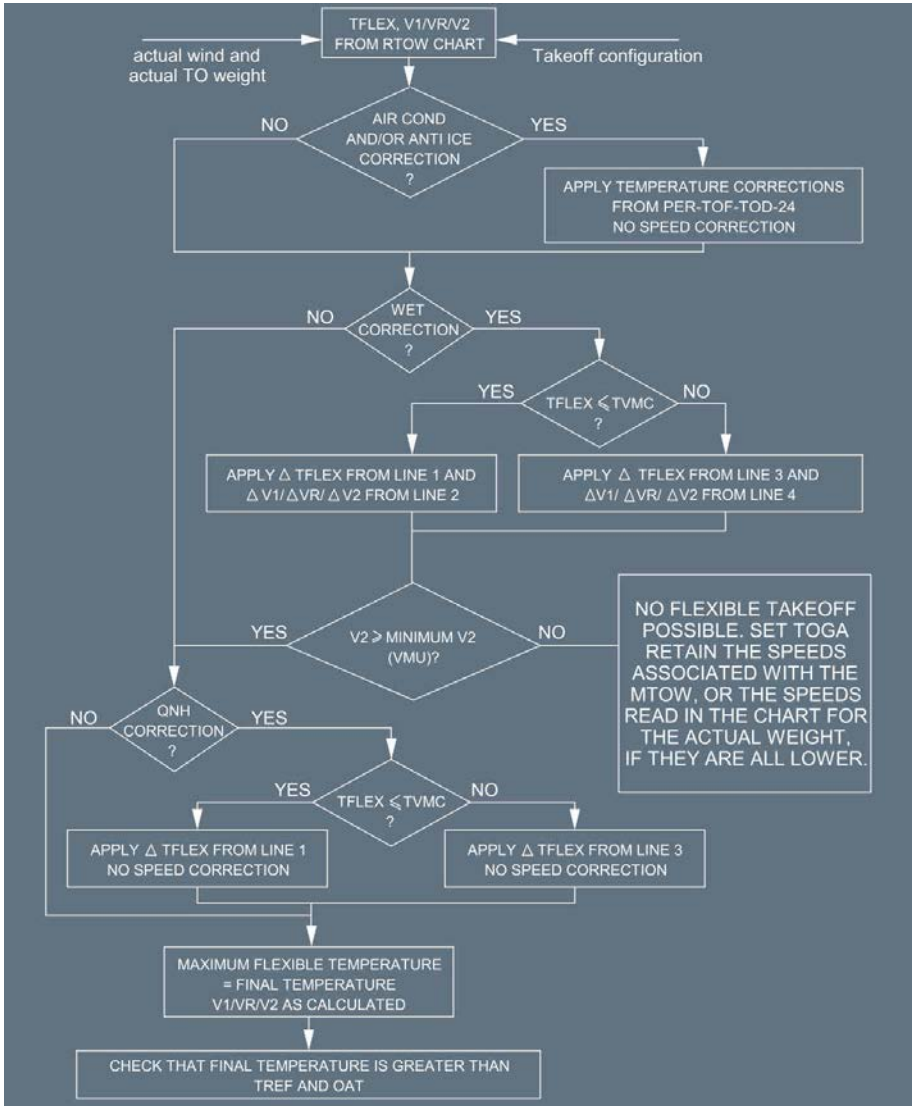 TFLEX, V1/VR/V2
FROM RTOW CHART
actual wind and
actual TO weight
Takeoff configuration
NO
AIR COND
AND/OR ANTI ICE
CORRECTION
?
YES
APPLY TEMPERATURE CORRECTIONS
FROM PER-TOF-TOD-24
NO SPEED CORRECTION
NO
WET
CORRECTION
?
YES
YES
TFLEX ⩽ TVMC
?
NO
APPLY △ TFLEX FROM LINE 1 AND
△V1/△VR/ △V2 FROM LINE 2
APPLY △ TFLEX FROM LINE 3 AND
△V1/ △VR/ △V2 FROM LINE 4
YES
V2 ⩾ MINIMUM V2
(VMU)?
NO
NO FLEXIBLE TAKEOFF
POSSIBLE. SET TOGA
RETAIN THE SPEEDS
ASSOCIATED WITH THE
MTOW, OR THE SPEEDS
READ IN THE CHART FOR
THE ACTUAL WEIGHT,
IF THEY ARE ALL LOWER.
NO
QNH
CORRECTION
?
YES
YES
TFLEX ⩽ TVMC
?
NO
APPLY △ TFLEX FROM LINE 1
NO SPEED CORRECTION
APPLY △ TFLEX FROM LINE 3
NO SPEED CORRECTION
MAXIMUM FLEXIBLE TEMPERATURE
= FINAL TEMPERATURE
V1/VR/V2 AS CALCULATED
CHECK THAT FINAL TEMPERATURE IS GREATER THAN
TREF AND OAT